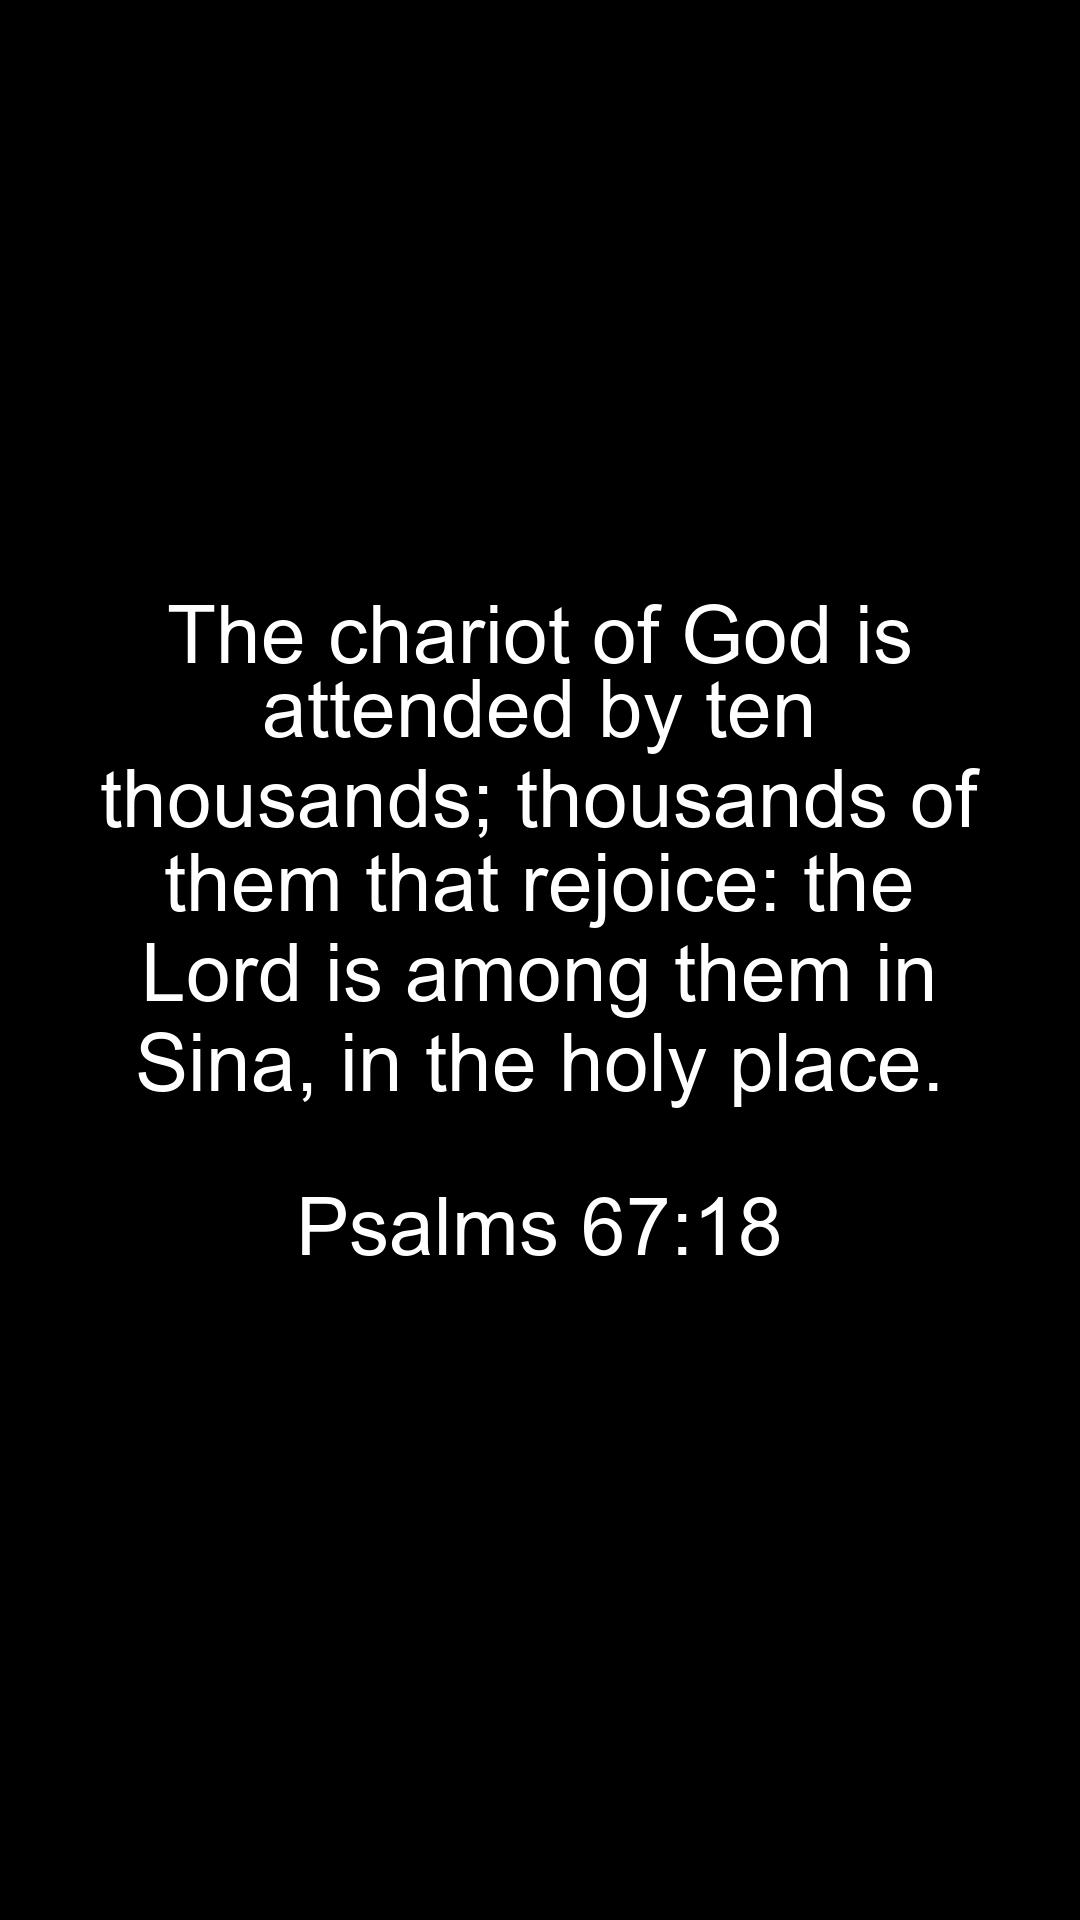 The chariot of God is
attended by ten
thousands; thousands of
them that rejoice: the
Lord is among them in
Sina, in the holy place.
Psalms 67:18